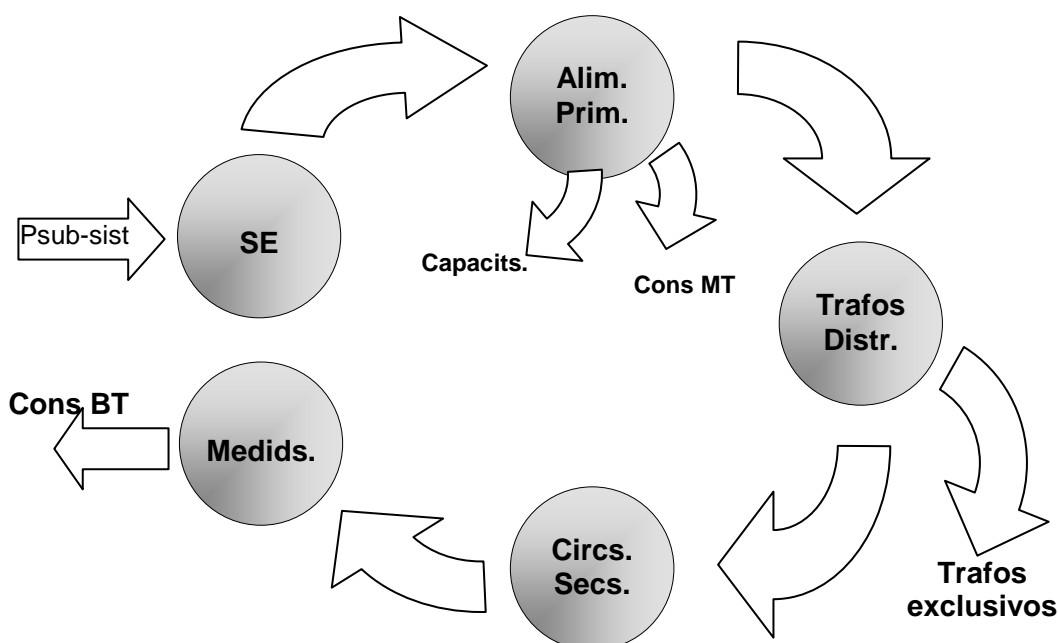 Alim.
Prim.
Psub-sist
SE
Capacits.
Cons MT
Trafos
Distr.
Cons BT
Medids.
Circs.
Secs.
Trafos
exclusivos